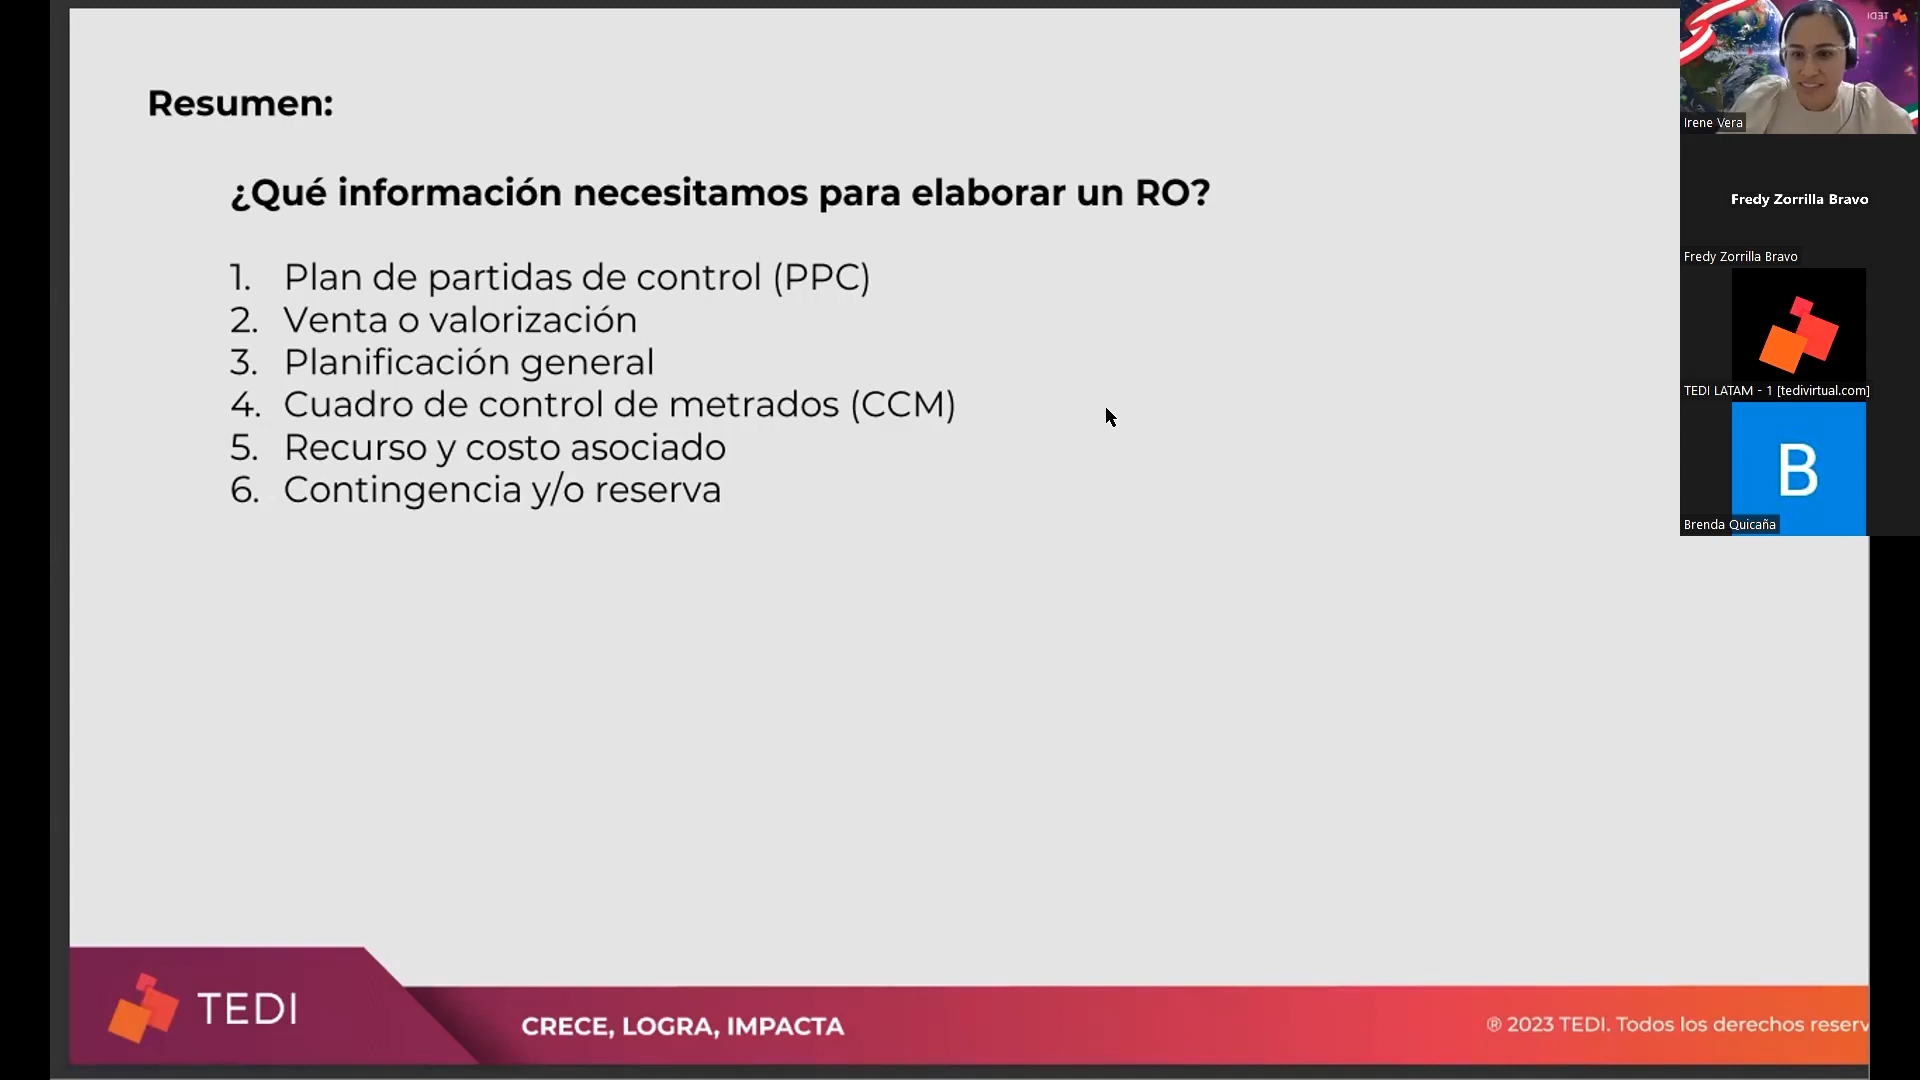 Resumen:
¿Qué información necesitamos para elaborar un RO?
1. Plan de partidas de control (PPC)
2. Venta o valorización
3. Planificación general
4. Cuadro de control de metrados (CCM)
5. Recurso y costo asociado
6. Contingencia y/o reserva
TEDI
CRECE, LOGRA, IMPACTA
® 2023 TEDI. Todos los derechos reserv
TEDI
Irene Vera
Fredy Zorrilla Bravo
Fredy Zorrilla Bravo
TEDI LATAM - 1 [tedivirtual.com]
B
Brenda Quicaña